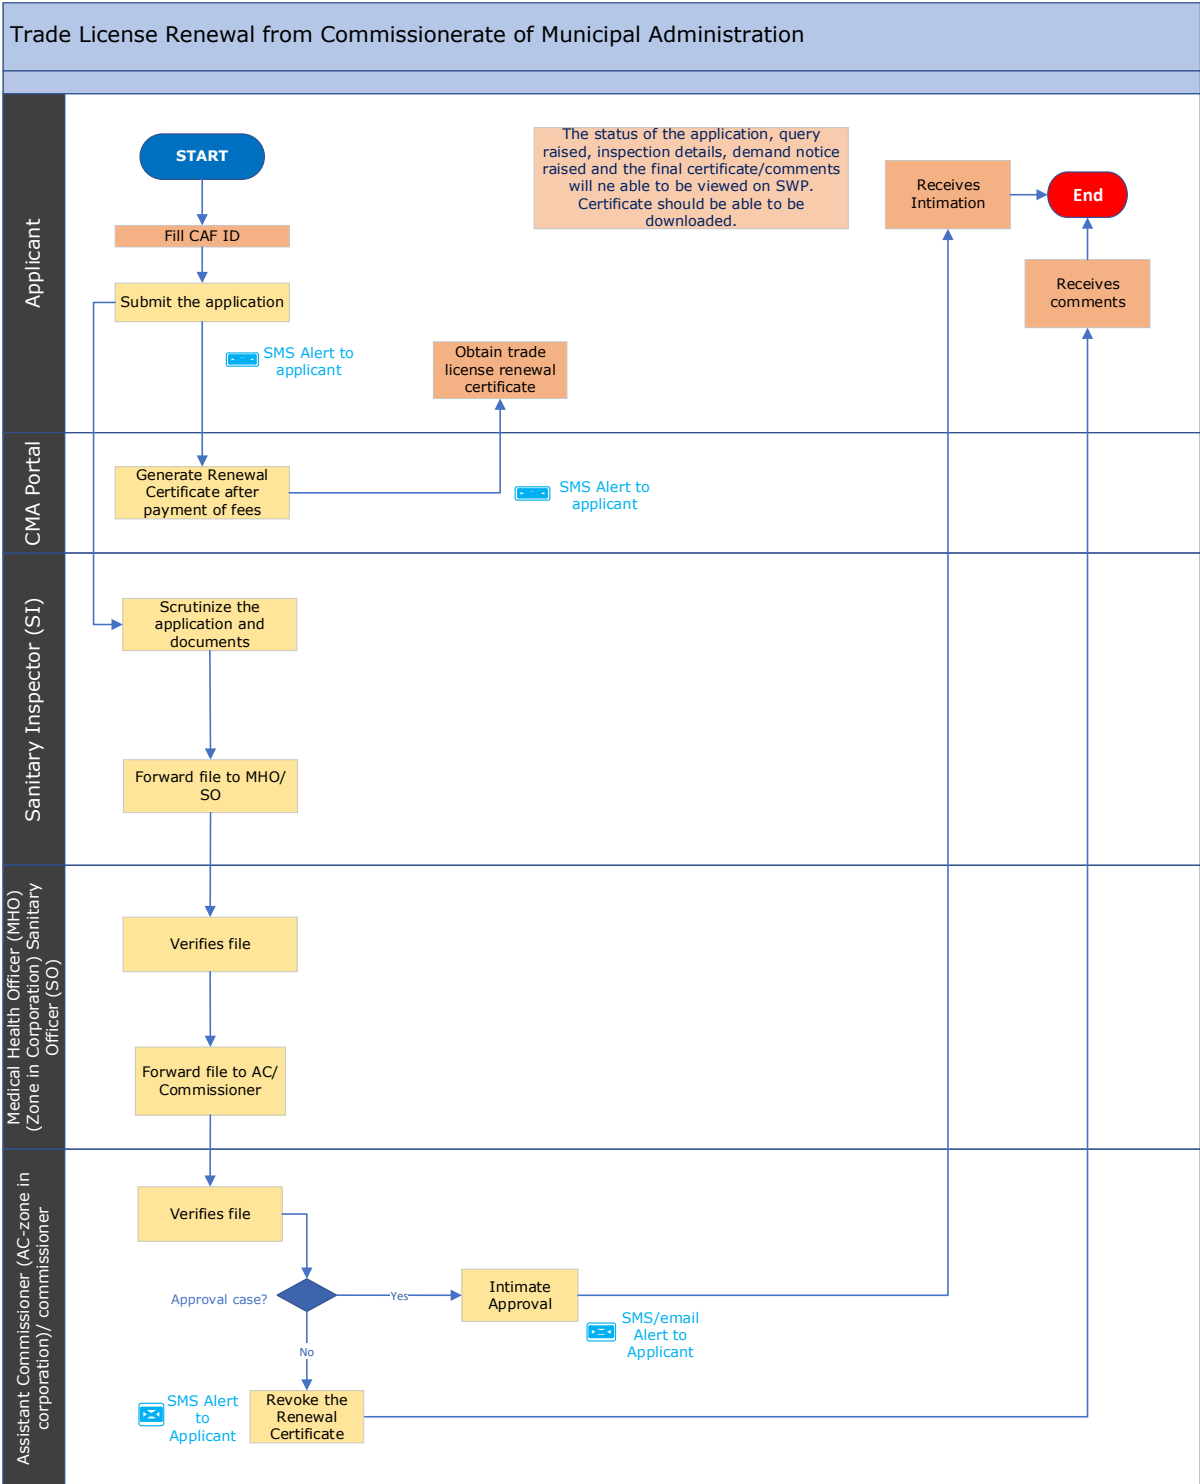 Trade License Renewal from Commissionerate of Municipal Administration
Applicant
START
Fill CAF ID
Submit the application
SMS Alert to
applicant
Obtain trade
license renewal
certificate
The status of the application, query
raised, inspection details, demand notice
raised and the final certificate/comments
will ne able to be viewed on SWP.
Certificate should be able to be
downloaded.
Receives
Intimation
End
Receives
comments
CMA Portal
Generate Renewal
Certificate after
payment of fees
SMS Alert to
applicant
Sanitary Inspector (SI)
Scrutinize the
application and
documents
Forward file to MHO/
SO
Medical Health Officer (MHO)
(Zone in Corporation) Sanitary
Officer (SO)
Verifies file
Forward file to AC/
Commissioner
Assistant Commissioner (AC-zone in
corporation)/ commissioner
Verifies file
Approval case?
Yes
Intimate
Approval
SMS/email
Alert to
Applicant
No
SMS Alert
to
Applicant
Revoke the
Renewal
Certificate